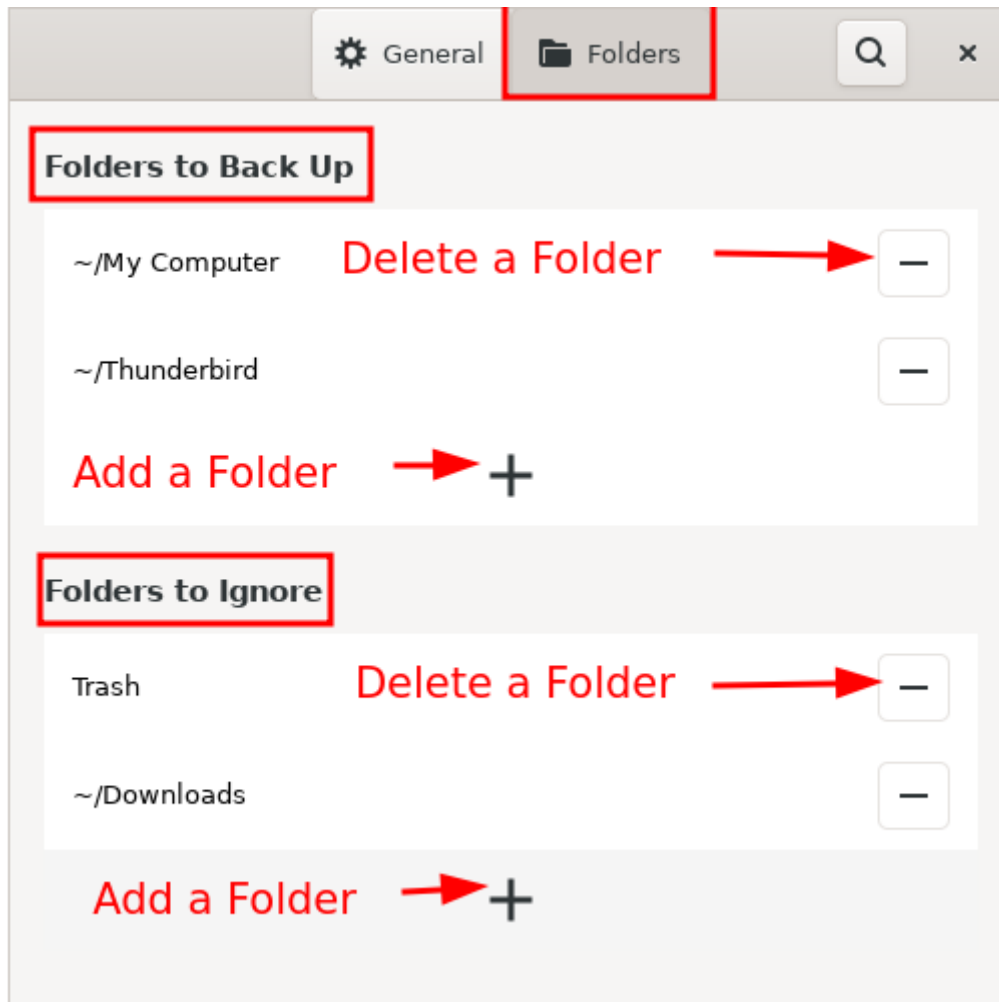 General Folders
Folders to Back Up
~/My Computer Delete a Folder
~/Thunderbird
Add a Folder
Folders to Ignore
Trash Delete a Folder
~/Downloads
Add a Folder